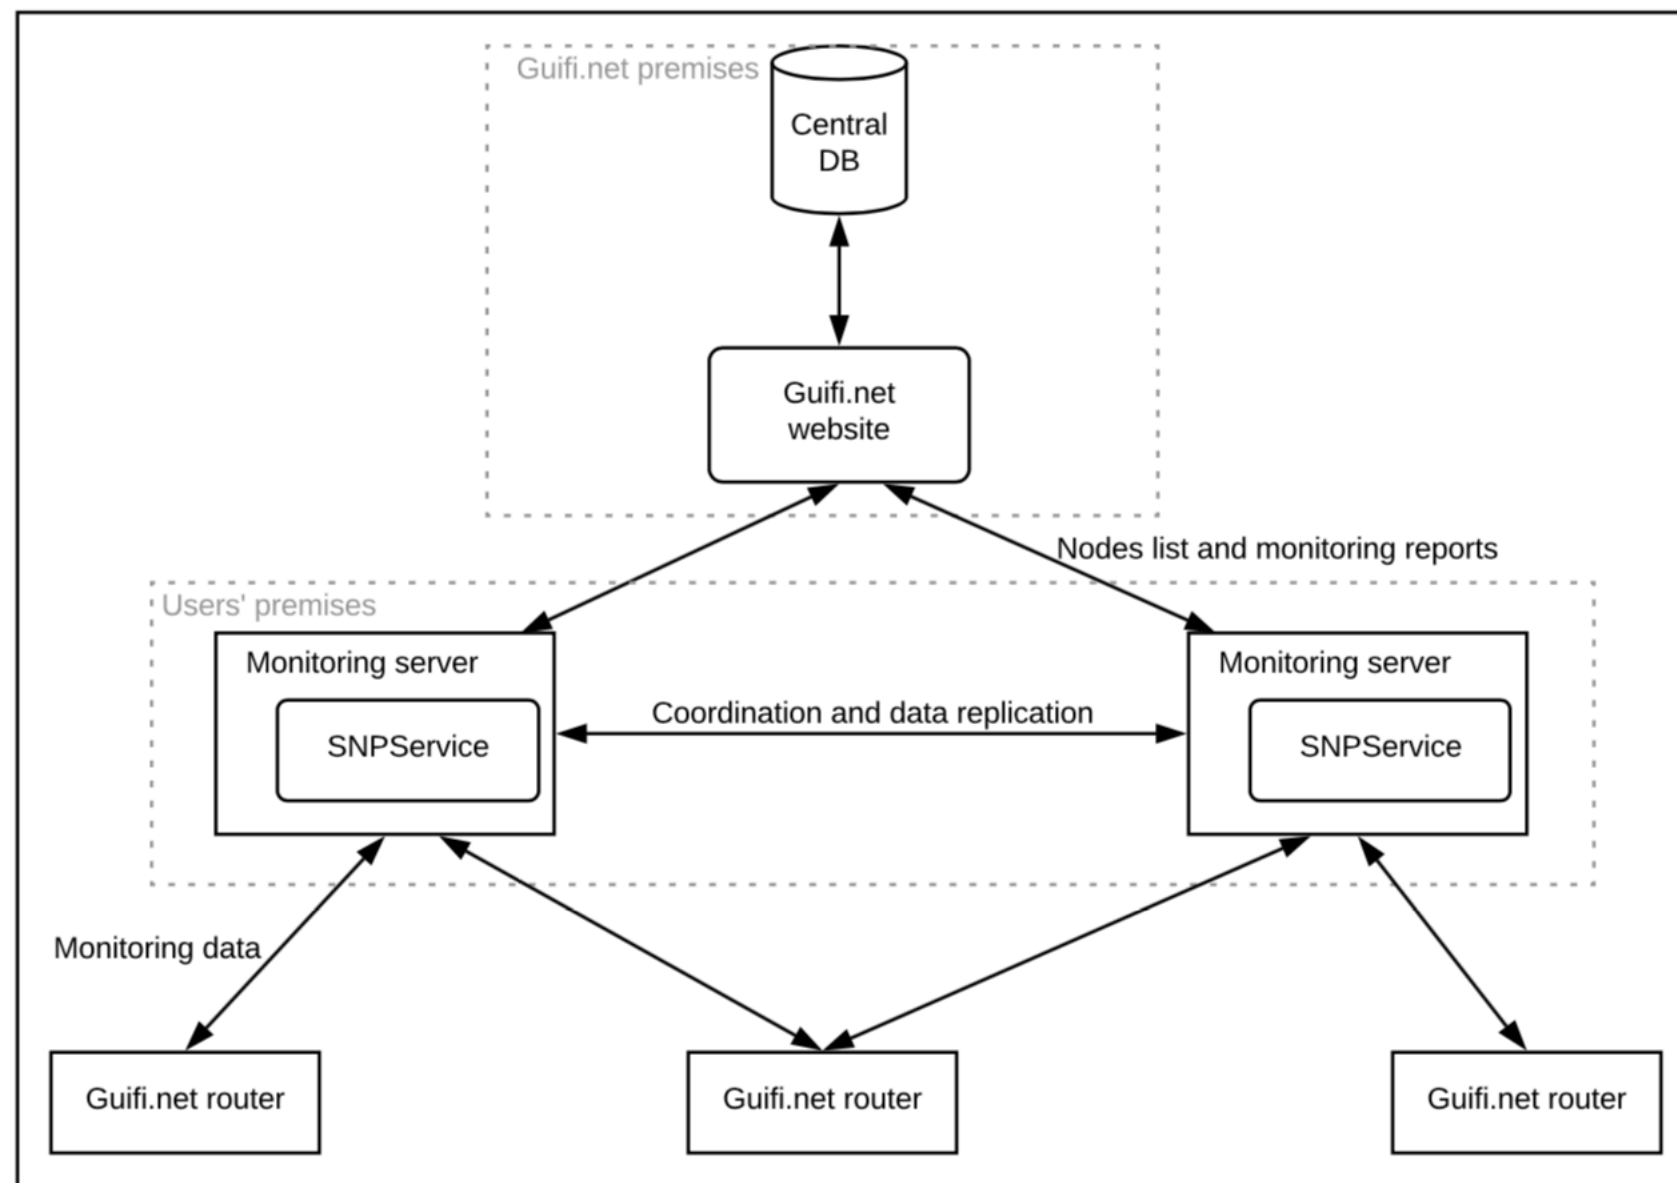 Guifi.net premises
Central
DB
Guifi.net
website
Nodes list and monitoring reports
Users' premises
Monitoring server
Monitoring server
SNPService
Coordination and data replication
SNPService
Monitoring data
Guifi.net router
Guifi.net router
Guifi.net router